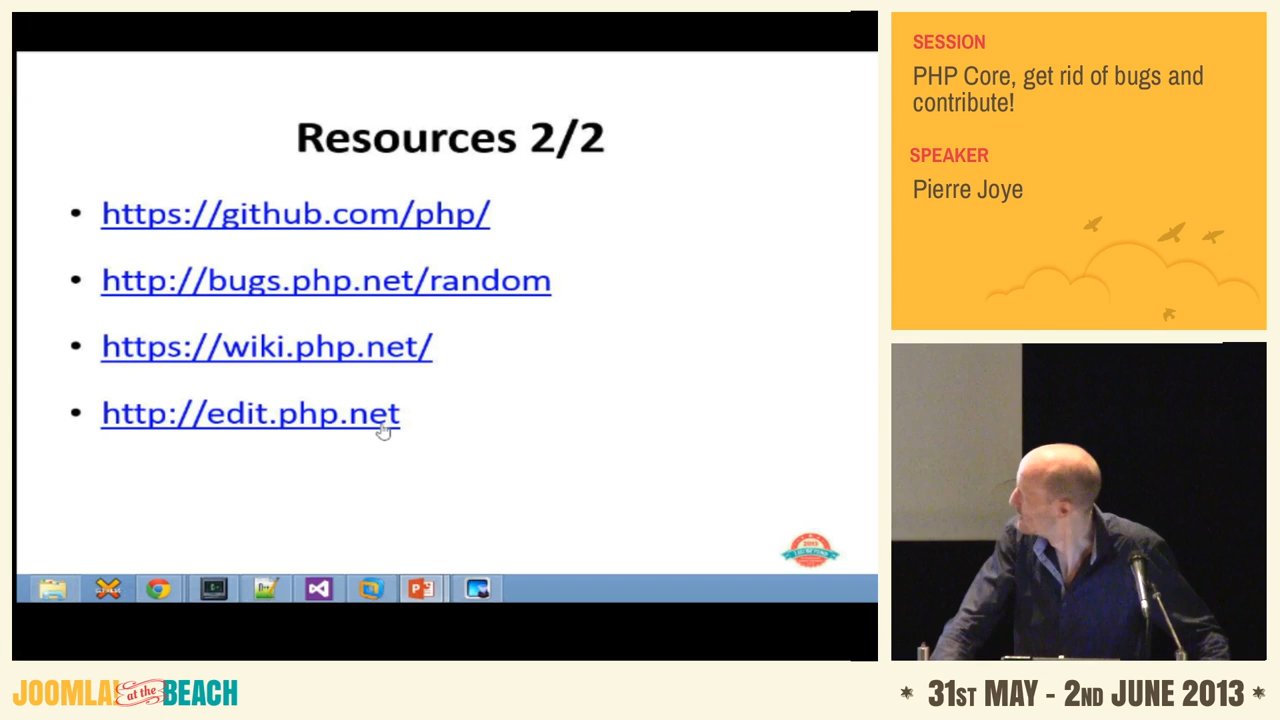 Resources 2/2
• https://github.com/php/
• http://bugs.php.net/random
• https://wiki.php.net/
• http://edit.php.net
SESSION
PHP Core, get rid of bugs and
contribute!
SPEAKER
Pierre Joye
JOOMLA! at the BEACH
* 31ST MAY - 2ND JUNE 2013 *